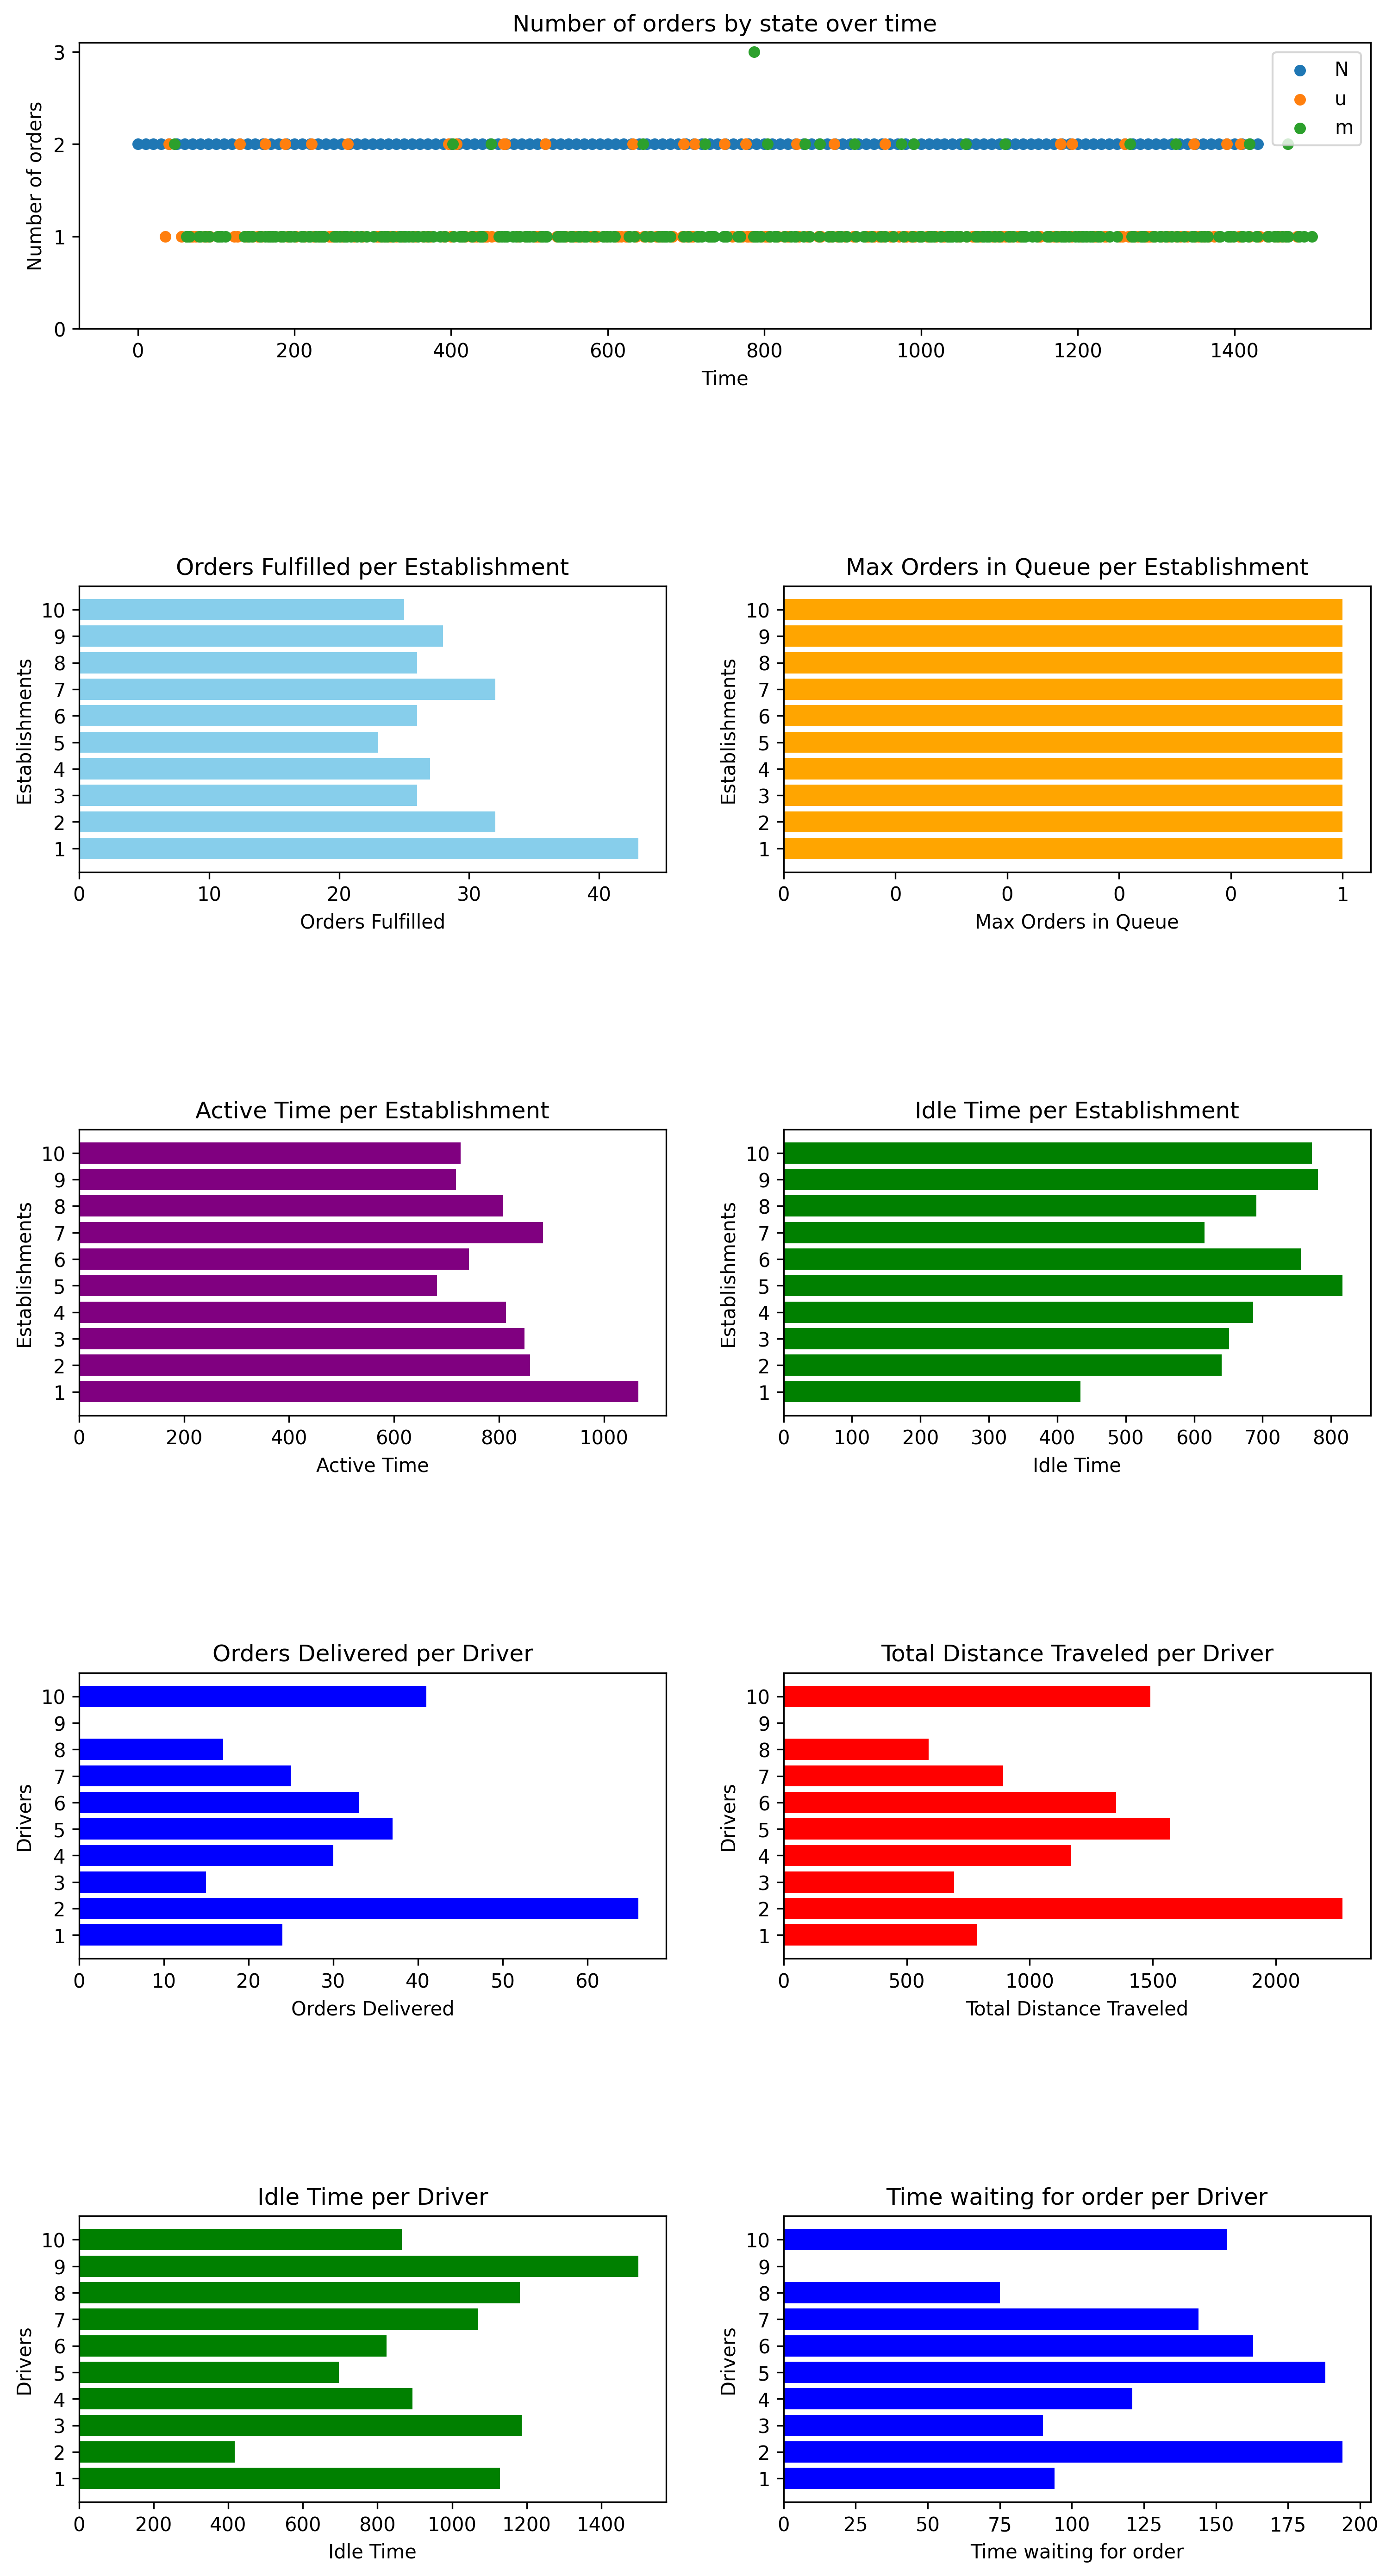 Number of orders by state over time
Number of orders
3
2
1
0
N
u
m
0 200 400 600 800 1000 1200 1400
Time
Orders Fulfilled per Establishment
Establishments
10
9
8
7
6
5
4
3
2
1
0 10 20 30 40
Orders Fulfilled
Max Orders in Queue per Establishment
Establishments
10
9
8
7
6
5
4
3
2
1
0 0 0 0 0 1
Max Orders in Queue
Active Time per Establishment
Establishments
10
9
8
7
6
5
4
3
2
1
0 200 400 600 800 1000
Active Time
Idle Time per Establishment
Establishments
10
9
8
7
6
5
4
3
2
1
0 100 200 300 400 500 600 700 800
Idle Time
Orders Delivered per Driver
Drivers
10
9
8
7
6
5
4
3
2
1
0 10 20 30 40 50 60
Orders Delivered
Total Distance Traveled per Driver
Drivers
10
9
8
7
6
5
4
3
2
1
0 500 1000 1500 2000
Total Distance Traveled
Idle Time per Driver
Drivers
10
9
8
7
6
5
4
3
2
1
0 200 400 600 800 1000 1200 1400
Idle Time
Time waiting for order per Driver
Drivers
10
9
8
7
6
5
4
3
2
1
0 25 50 75 100 125 150 175 200
Time waiting for order